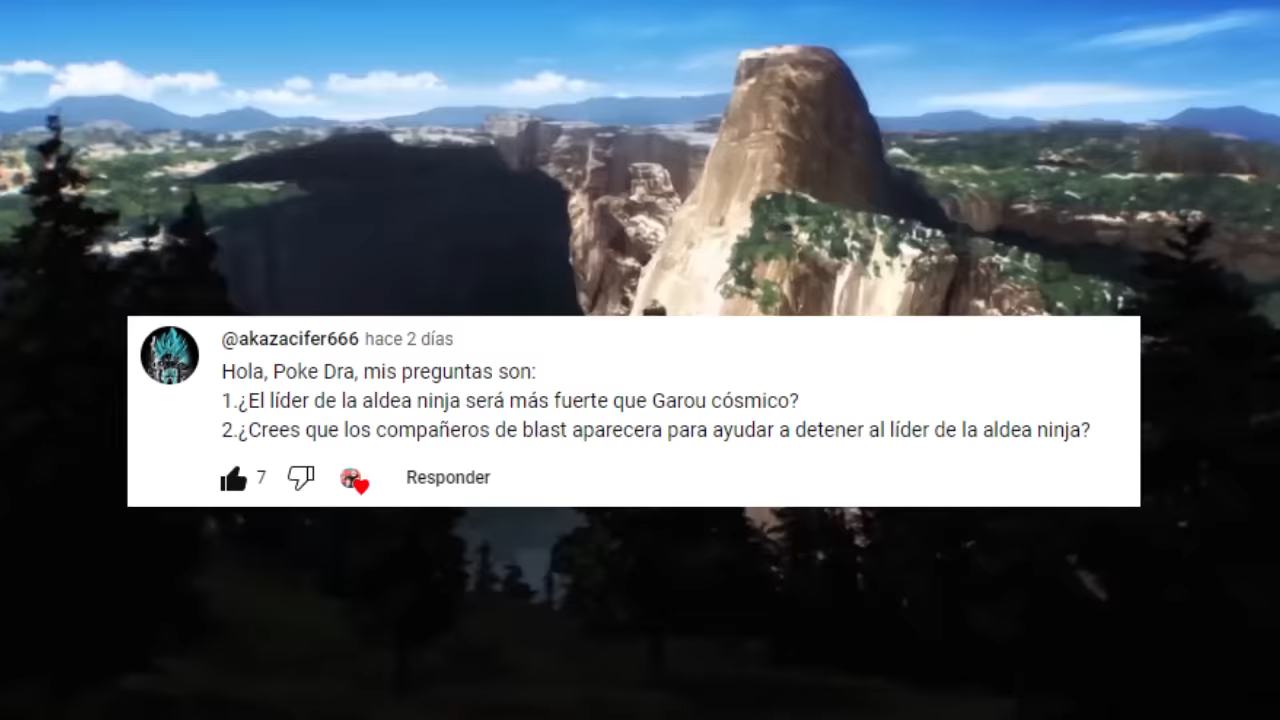 @akazacifer666 hace 2 días
Hola, Poke Dra, mis preguntas son:
1.¿El líder de la aldea ninja será más fuerte que Garou cósmico?
2.¿Crees que los compañeros de blast aparecera para ayudar a detener al líder de la aldea ninja?
7 Responder